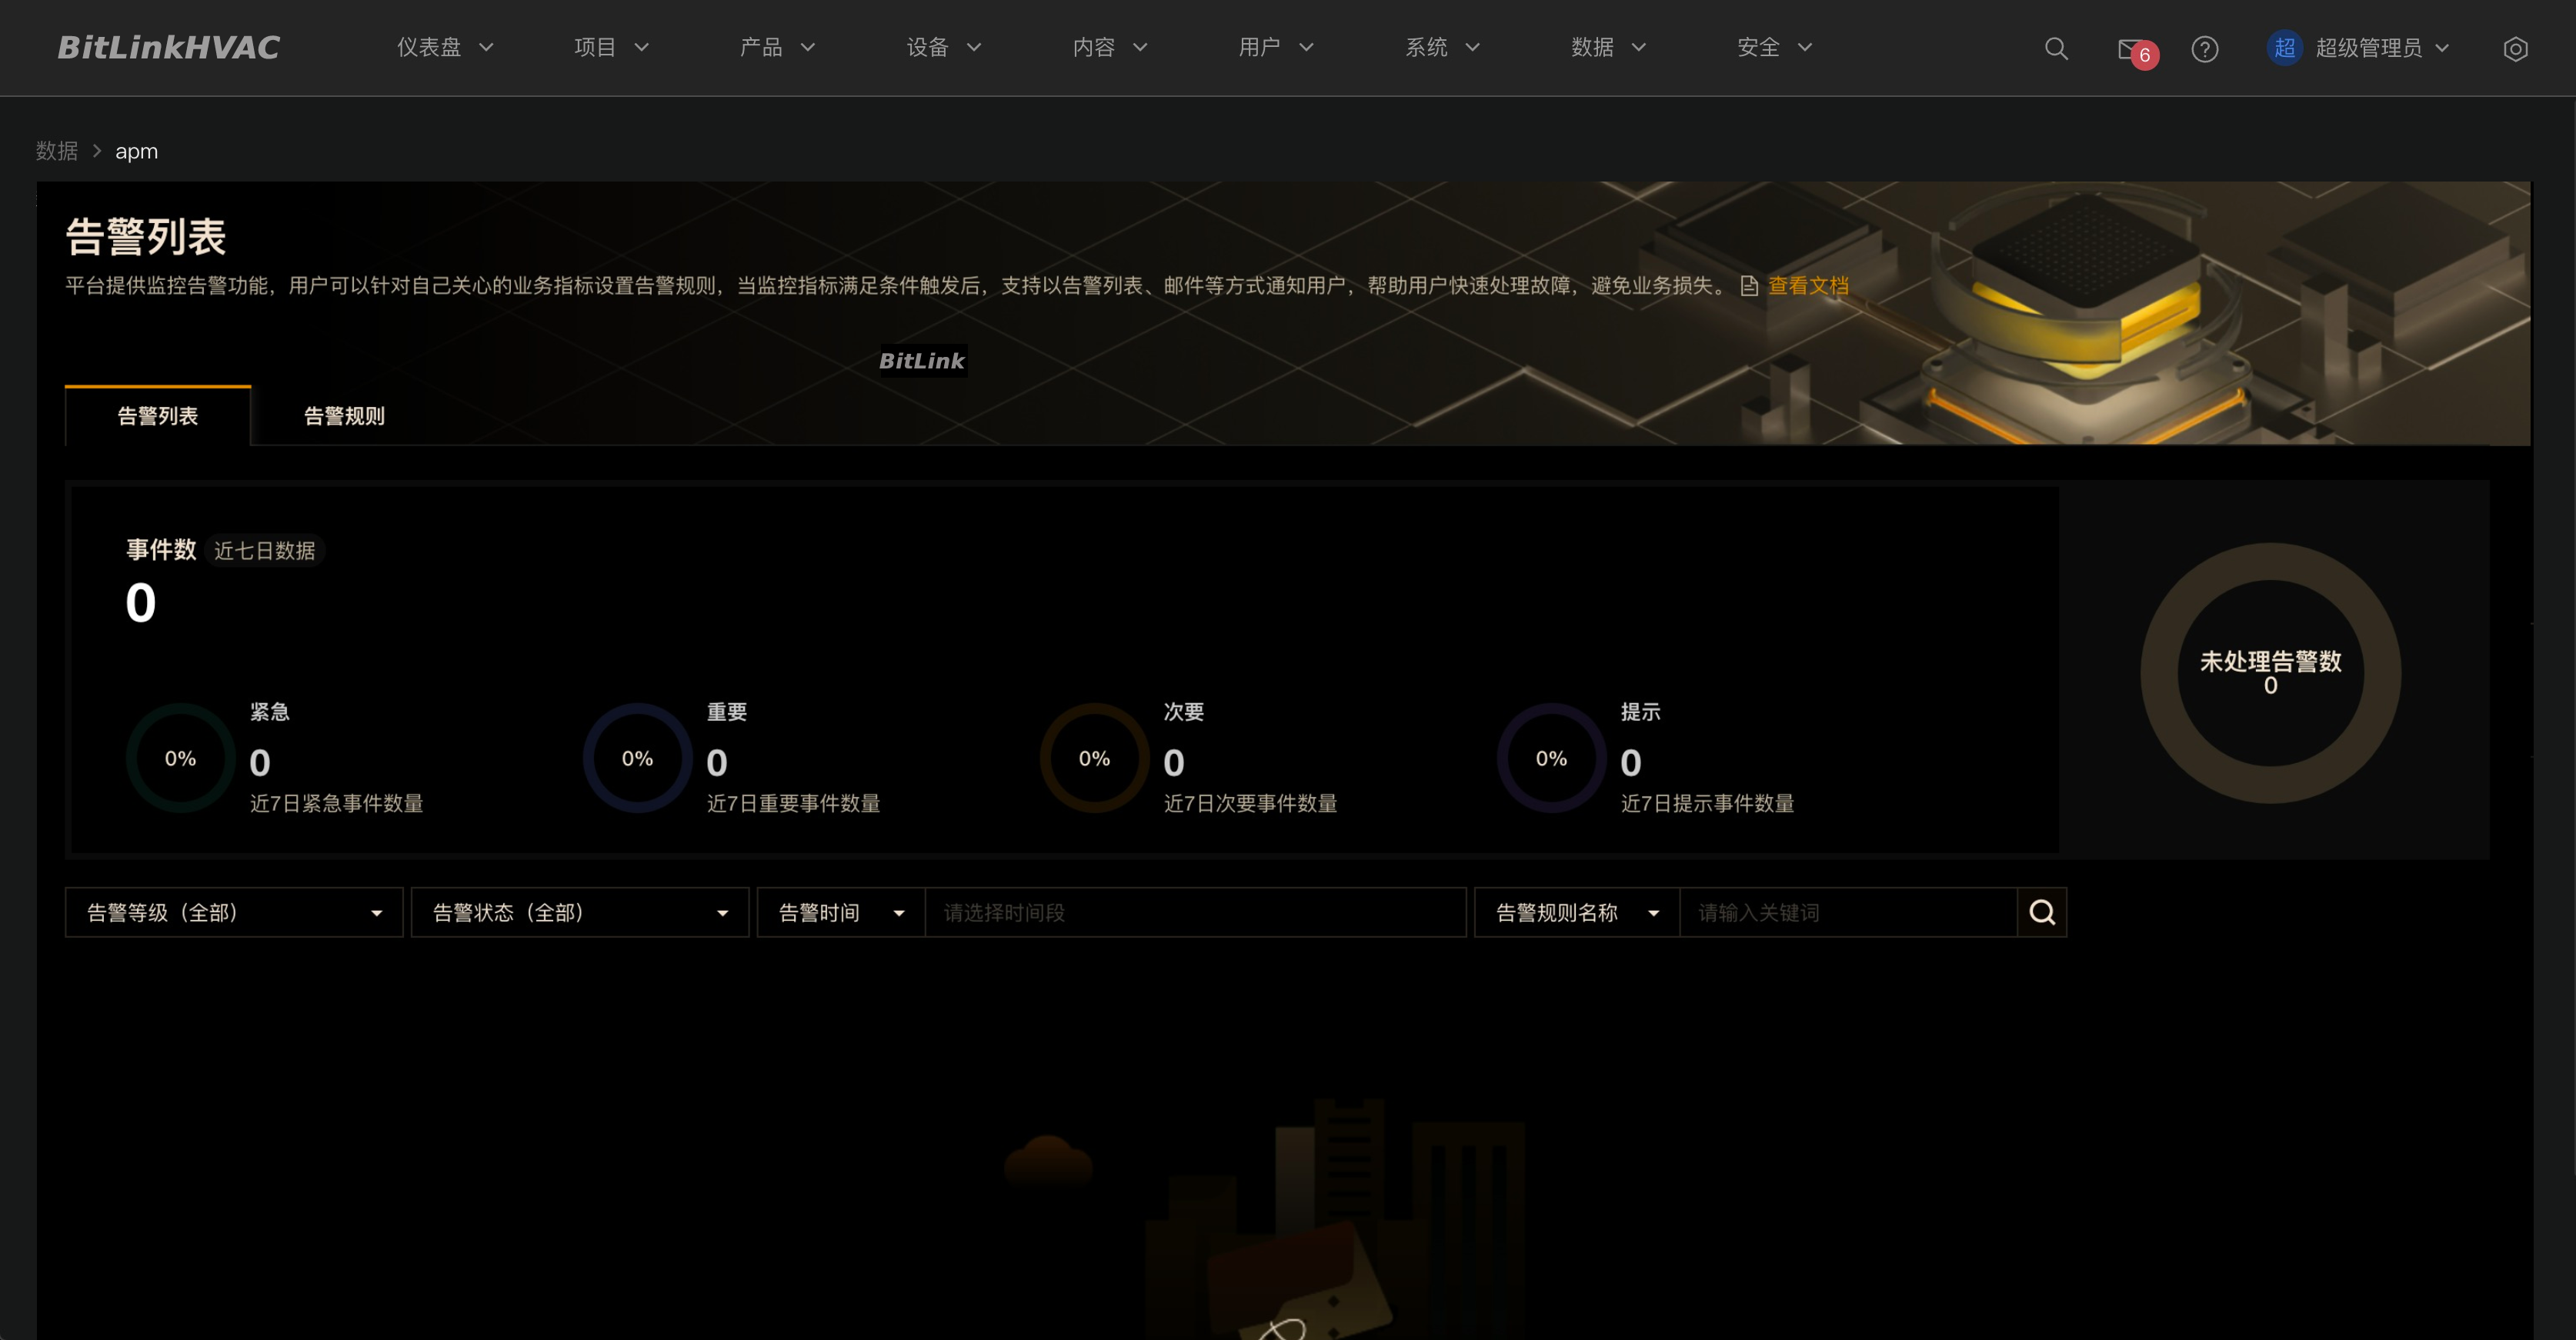 BitLinkHVAC 仪表盘 项目 产品 设备 内容 用户 系统 数据 安全 6 超 超级管理员
数据 > apm
告警列表
平台提供监控告警功能，用户可以针对自己关心的业务指标设置告警规则，当监控指标满足条件触发后，支持以告警列表、邮件等方式通知用户，帮助用户快速处理故障，避免业务损失。 查看文档
BitLink
告警列表 告警规则
事件数 近七日数据
0
未处理告警数
0
紧急 重要 次要 提示
0% 0 0% 0 0% 0 0% 0
近7日紧急事件数量 近7日重要事件数量 近7日次要事件数量 近7日提示事件数量
告警等级（全部） 告警状态（全部） 告警时间 请选择时间段 告警规则名称 请输入关键词